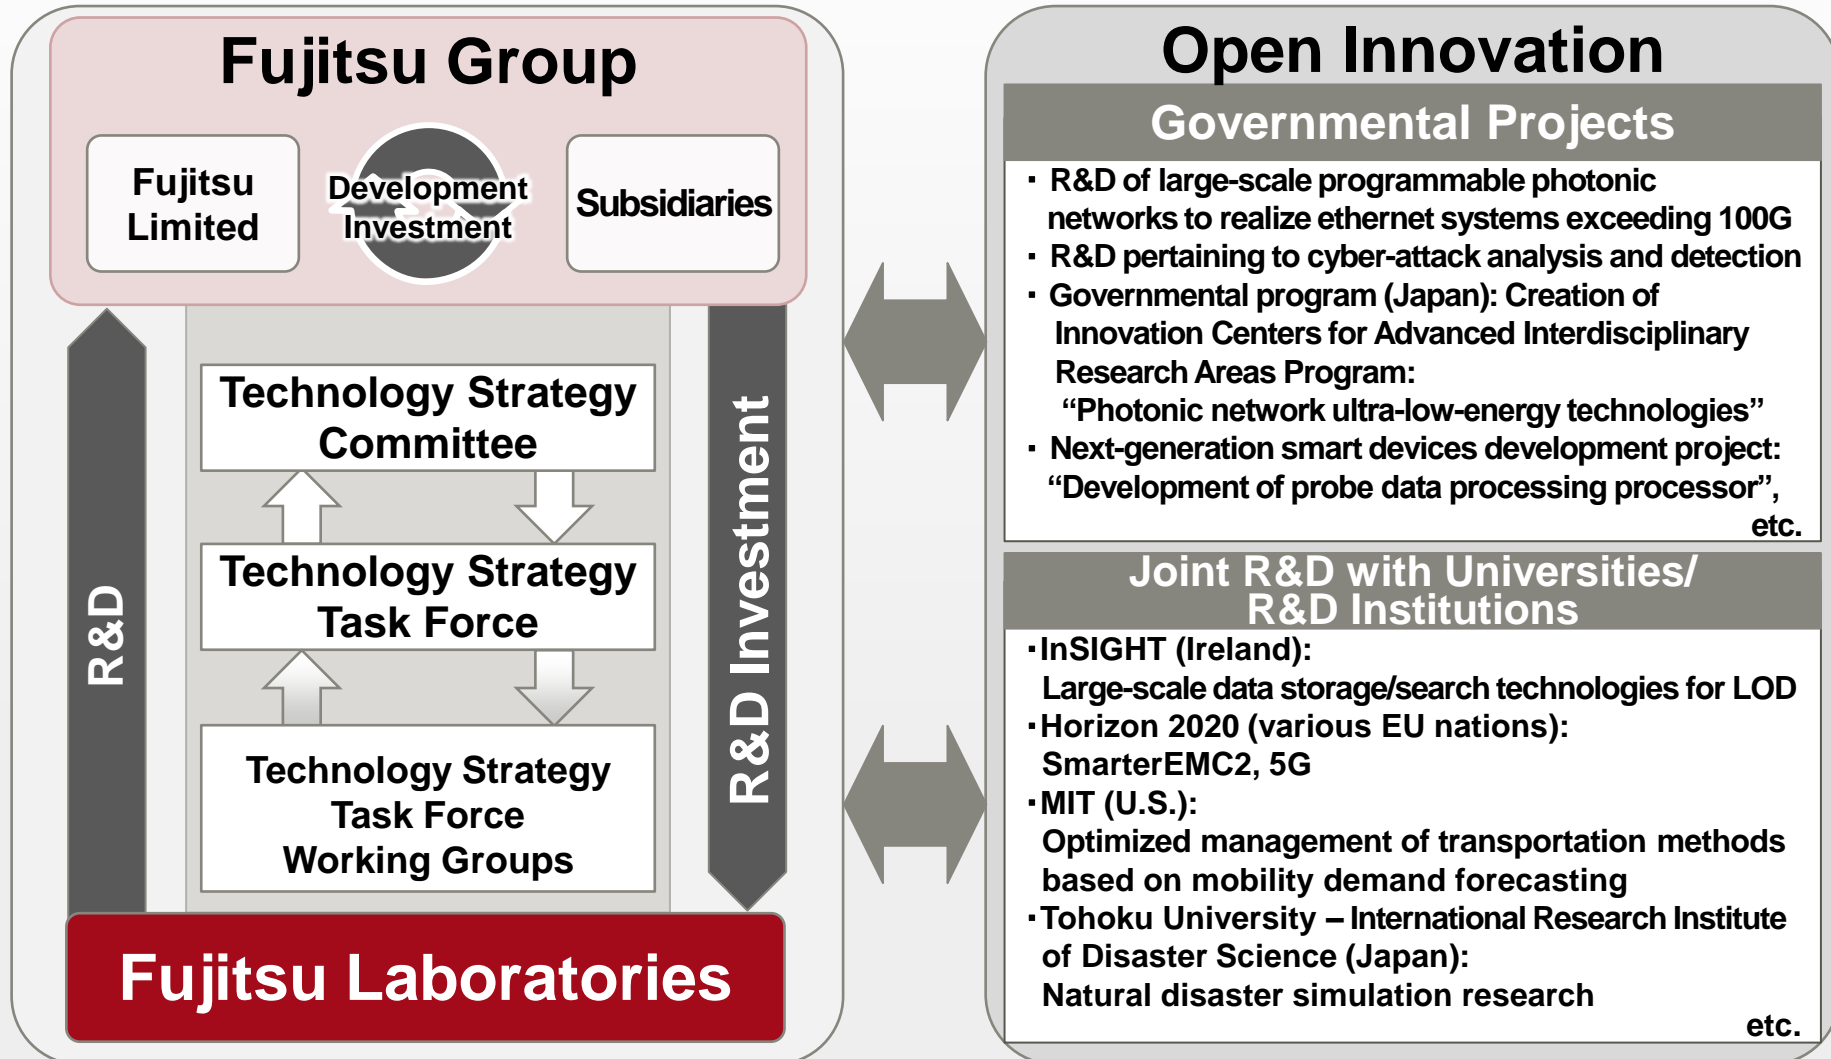 Fujitsu Group
Fujitsu
Limited
Development
Investment
Subsidiaries
R&D
Technology Strategy
Committee
Technology Strategy
Task Force
Technology Strategy
Task Force
Working Groups
R&D Investment
Fujitsu Laboratories
Open Innovation
Governmental Projects
・R&D of large-scale programmable photonic
networks to realize ethernet systems exceeding 100G
・R&D pertaining to cyber-attack analysis and detection
・Governmental program (Japan): Creation of
Innovation Centers for Advanced Interdisciplinary
Research Areas Program:
“Photonic network ultra-low-energy technologies”
・Next-generation smart devices development project:
“Development of probe data processing processor”,
etc.
Joint R&D with Universities/
R&D Institutions
・InSIGHT (Ireland):
Large-scale data storage/search technologies for LOD
・Horizon 2020 (various EU nations):
SmarterEMC2, 5G
・MIT (U.S.):
Optimized management of transportation methods
based on mobility demand forecasting
・Tohoku University – International Research Institute
of Disaster Science (Japan):
Natural disaster simulation research
etc.